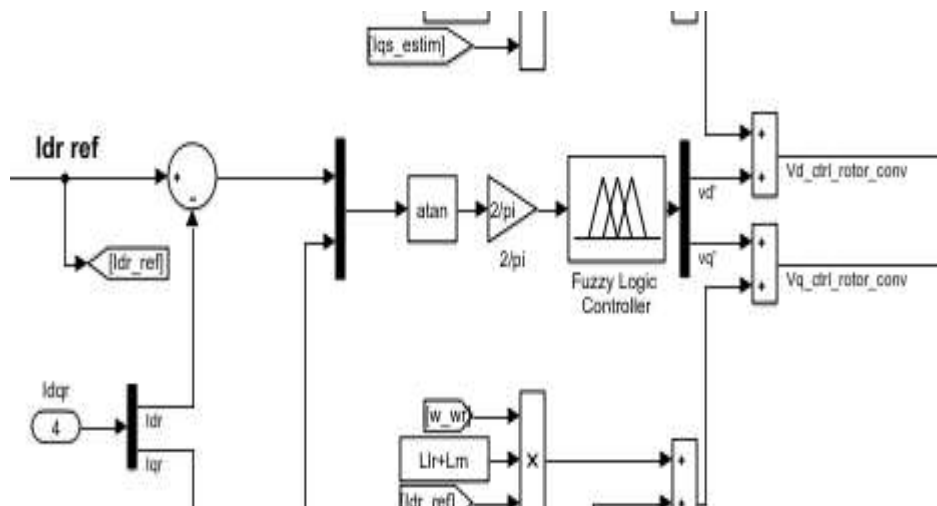 [Iqs_estim]
Idr ref
+
-
+
+
vd'
Vd_ctrl_rotor_conv
atan
2/pi
2/pi
[Idr_ref]
Fuzzy Logic
Controller
vq'
+
+
Vq_ctrl_rotor_conv
Idqr
4
Idr
Iqr
[w_wr]
Llr+Lm
X
[Idr_ref]
+
+